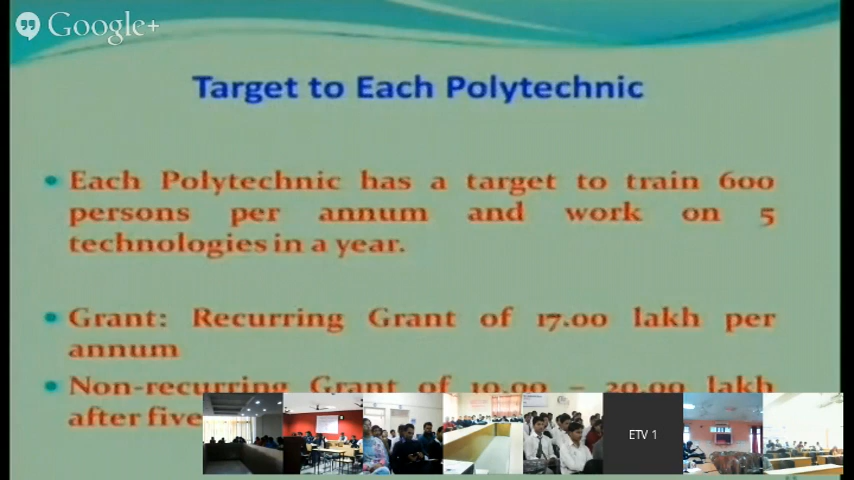 Google+
Target to Each Polytechnic
• Each Polytechnic has a target to train 600
persons per annum and work on 5
technologies in a year.
• Grant: Recurring Grant of 17.00 lakh per
annum
• Non-recurring Grant of 10.00 – 20.00 lakh
after five
ETV 1